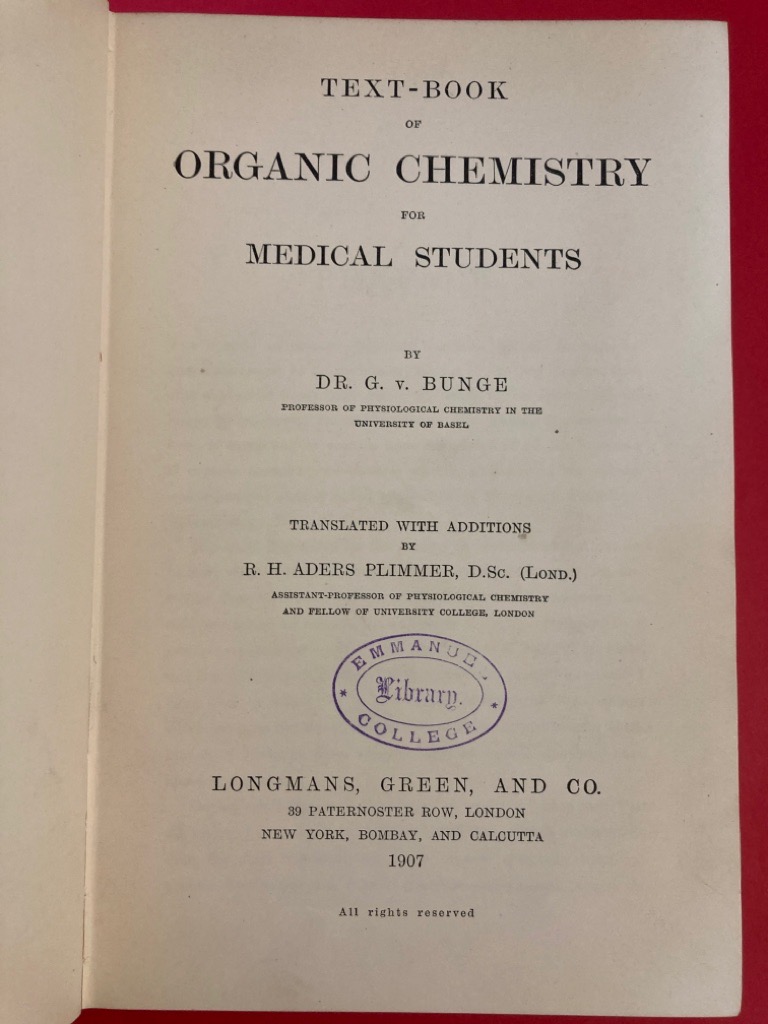 TEXT-BOOK
OF
ORGANIC CHEMISTRY
FOR
MEDICAL STUDENTS
BY
DR. G. v. BUNGE
PROFESSOR OF PHYSIOLOGICAL CHEMISTRY IN THE
UNIVERSITY OF BASEL
TRANSLATED WITH ADDITIONS
BY
R. H. ADERS PLIMMER, D.Sc. (LOND.)
ASSISTANT-PROFESSOR OF PHYSIOLOGICAL CHEMISTRY
AND FELLOW OF UNIVERSITY COLLEGE, LONDON
EMMANUEL
Library.
* COLLEGE *
LONGMANS, GREEN, AND CO.
39 PATERNOSTER ROW, LONDON
NEW YORK, BOMBAY, AND CALCUTTA
1907
All rights reserved